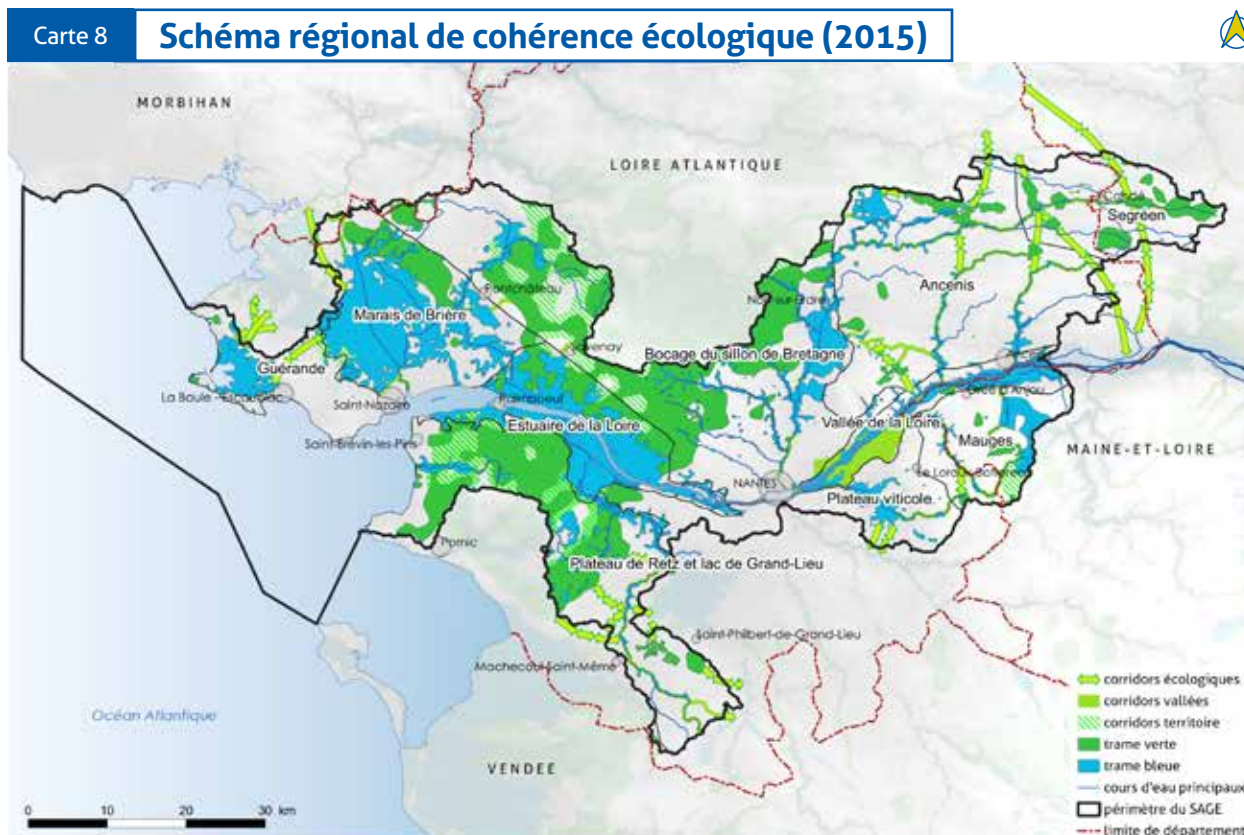 Carte 8
Schéma régional de cohérence écologique (2015)
MORBIHAN
LOIRE ATLANTIQUE
Segréen
Ancenis
Pontchâteau
Marais de Brière
Bocage du sillon de Bretagne
Guérande
La Baule - Escoublac
Saint-Nazaire
Paimboeuf
Estuaire de la Loire
Vallée de la Loire
Saint-Brévin-les-Pins
Mauges
MAINE-ET-LOIRE
NANTES
Plateau viticole
Pornic
Plateau de Retz et lac de Grand-Lieu
Saint-Philbert-de-Grand-Lieu
Machecoul-Saint-Même
Océan Atlantique
VENDEE
corridors écologiques
corridors vallées
corridors territoire
trame verte
trame bleue
cours d'eau principaux
périmètre du SAGE
limite de département
0 10 20 30 km